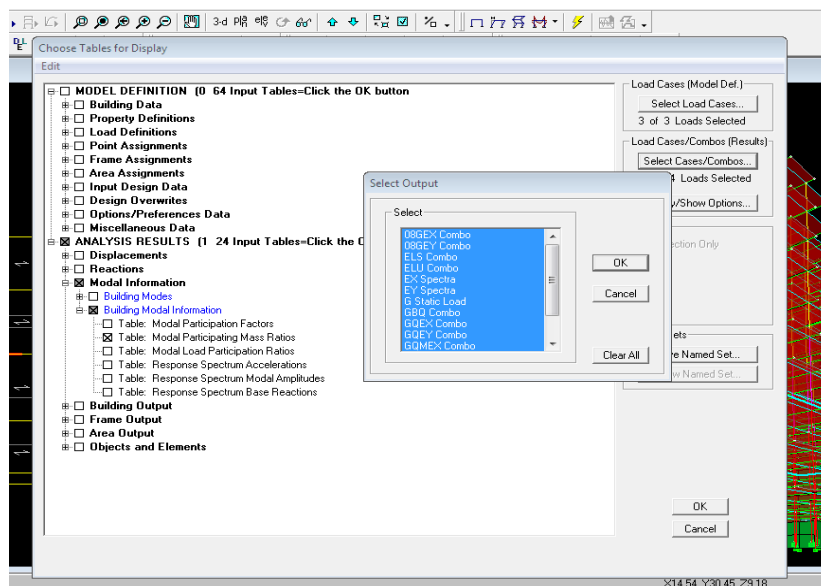 3-d
Choose Tables for Display
Edit
MODEL DEFINITION (0 64 Input Tables=Click the OK button
Building Data
Property Definitions
Load Definitions
Point Assignments
Frame Assignments
Area Assignments
Input Design Data
Design Overwrites
Options/Preferences Data
Miscellaneous Data
ANALYSIS RESULTS (1 24 Input Tables=Click the
Displacements
Reactions
Modal Information
Building Modes
Building Modal Information
Table: Modal Participation Factors
Table: Modal Participating Mass Ratios
Table: Modal Load Participation Ratios
Table: Response Spectrum Accelerations
Table: Response Spectrum Modal Amplitudes
Table: Response Spectrum Base Reactions
Building Output
Frame Output
Area Output
Objects and Elements
Load Cases (Model Def.)
Select Load Cases...
3 of 3 Loads Selected
Load Cases/Combos (Results)
Select Cases/Combos...
Loads Selected
/Show Options...
ection Only
ets
e Named Set...
w Named Set...
OK
Cancel
Select Output
Select
08GEX Combo
08GEY Combo
ELS Combo
ELU Combo
EX Spectra
EY Spectra
G Static Load
GBQ Combo
GQEX Combo
GQEY Combo
GQMEX Combo
OK
Cancel
Clear All
X14.54 Y30.45 Z9.18